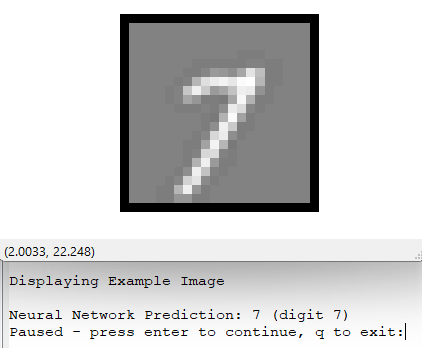 7
(2.0033, 22.248)
Displaying Example Image
Neural Network Prediction: 7 (digit 7)
Paused - press enter to continue, q to exit: